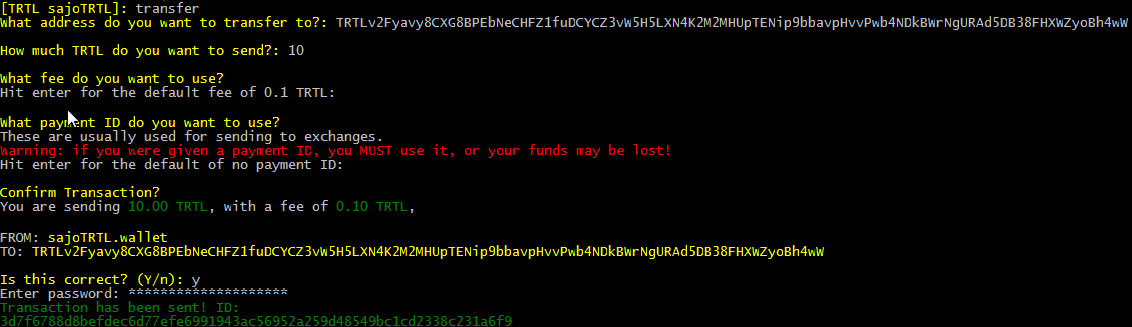 [TRTL sajoTRTL]: transfer
What address do you want to transfer to?: TRTLv2Fyavy8CXG8BPEbNeCHFZ1fuDCYCZ3vW5H5LXN4K2M2MHUpTENip9bbavpHvvPwb4NDkBWrNgURAd5DB38FHXWZyoBh4wW
How much TRTL do you want to send?: 10
What fee do you want to use?
Hit enter for the default fee of 0.1 TRTL:
What payment ID do you want to use?
These are usually used for sending to exchanges.
Warning: if you were given a payment ID, you MUST use it, or your funds may be lost!
Hit enter for the default of no payment ID:
Confirm Transaction?
You are sending 10.00 TRTL, with a fee of 0.10 TRTL,
FROM: sajoTRTL.wallet
TO: TRTLv2Fyavy8CXG8BPEbNeCHFZ1fuDCYCZ3vW5H5LXN4K2M2MHUpTENip9bbavpHvvPwb4NDkBWrNgURAd5DB38FHXWZyoBh4wW
Is this correct? (Y/n): y
Enter password: ********************
Transaction has been sent! ID:
3d7f6788d8befdec6d77efe6991943ac56952a259d48549bc1cd2338c231a6f9